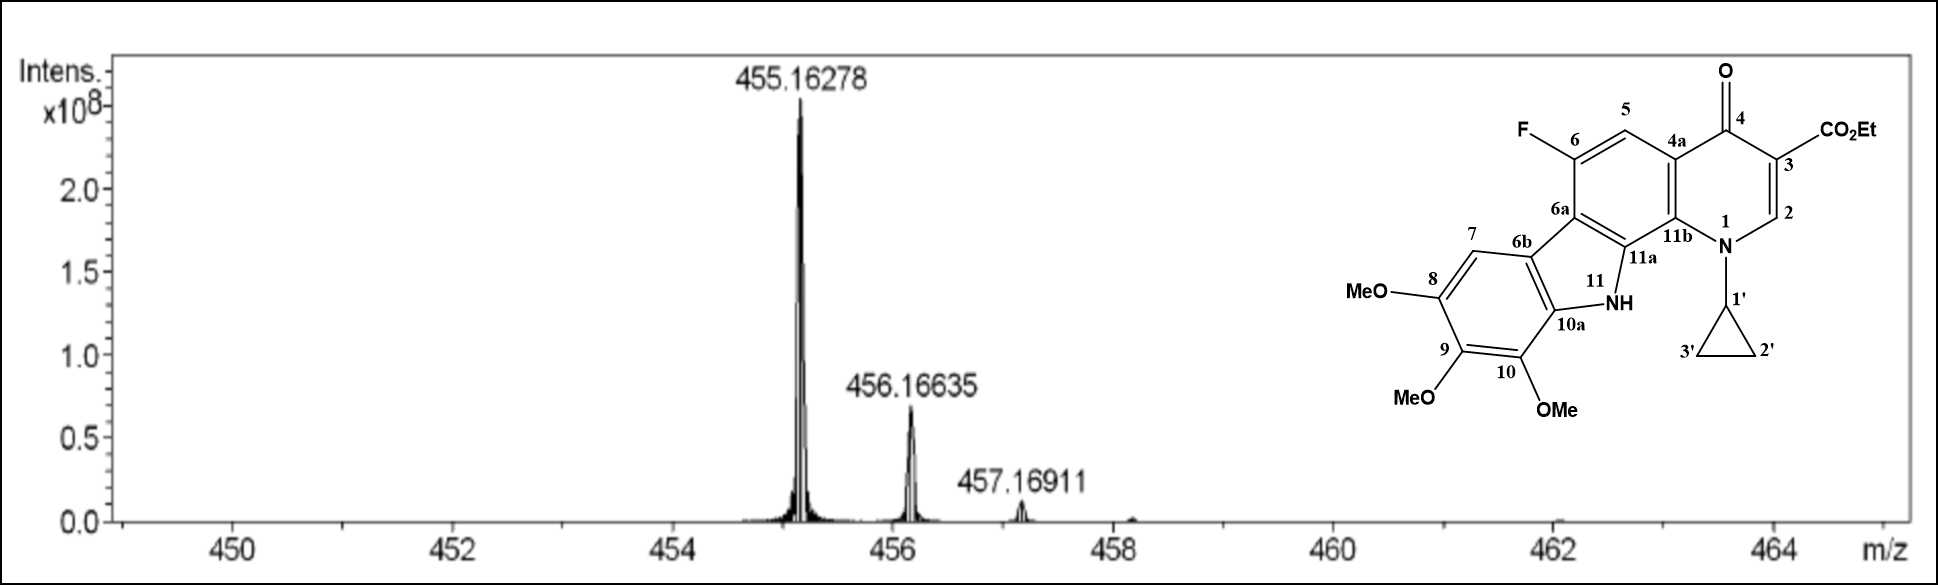 Intens.
x10⁸
2.0
1.5
1.0
0.5
0.0
450
452
454
456
458
460
462
464
m/z
455.16278
456.16635
457.16911
O
4
5
F
6
4a
CO₂Et
3
6a
2
1
11b
N
7
6b
11a
8
11
MeO
NH
1'
10a
9
3'
2'
10
MeO
OMe